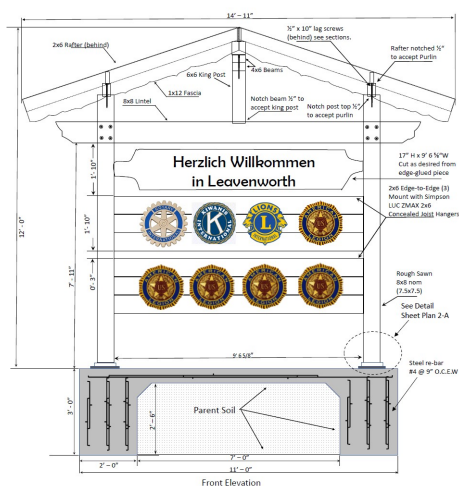 14' – 11"
½" x 10" lag screws
(behind) see sections.
2x6 Rafter (behind)
Rafter notched ½"
to accept Purlin
4x6 Beams
6x6 King Post
1x12 Fascia
8x8 Lintel
Notch beam ½" to
accept king post
Notch post top ½"
to accept purlin
12' – 0"
7' – 11"
1' - 10"
Herzlich Willkommen
in Leavenworth
17" H x 9' 6 ⅝"W
Cut as desired from
edge-glued piece
2x6 Edge-to-Edge (3)
Mount with Simpson
LUC ZMAX 2x6
Concealed Joist Hangers
1' - 10"
KIWANIS
INTERNATIONAL
K
LIONS
L
0' - 3"
Rough Sawn
8x8 nom
(7.5x7.5)
See Detail
Sheet Plan 2-A
9' 6 5/8"
Steel re-bar
#4 @ 9" O.C.E.W
3' – 0"
2' – 6"
Parent Soil
2' – 0"
7' – 0"
11' – 0"
Front Elevation